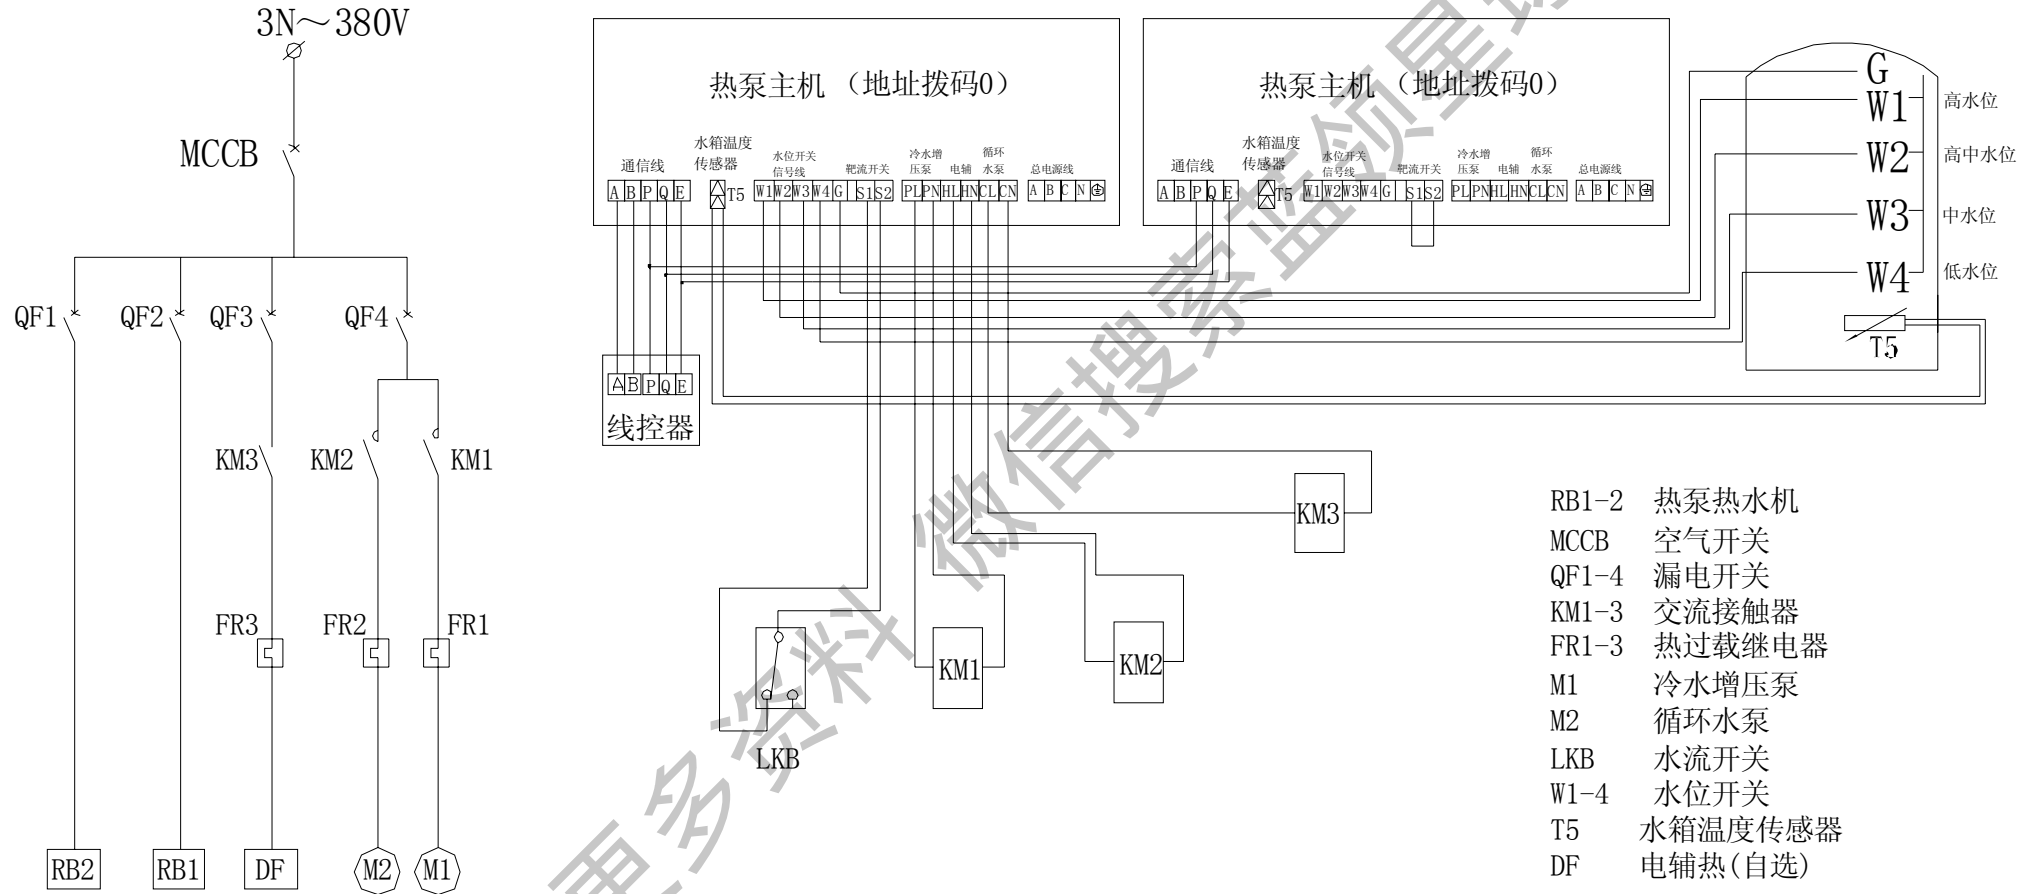 3N～380V
MCCB
QF1
QF2
QF3
QF4
KM3
KM2
KM1
FR3
FR2
FR1
RB2
RB1
DF
M2
M1
热泵主机 （地址拨码0）
通信线
水箱温度
传感器
水位开关
信号线
靶流开关
冷水增
压泵
电辅
循环
水泵
总电源线
A B P Q E
T5
W1 W2 W3 W4 G S1 S2
PL PN HL HN CL CN
A B C N
热泵主机 （地址拨码0）
通信线
水箱温度
传感器
水位开关
信号线
靶流开关
冷水增
压泵
电辅
循环
水泵
总电源线
A B P Q E
T5
W1 W2 W3 W4 G S1 S2
PL PN HL HN CL CN
A B C N
G
W1 高水位
W2 高中水位
W3 中水位
W4 低水位
T5
A B P Q E
线控器
LKB
KM1
KM2
KM3
RB1-2 热泵热水机
MCCB 空气开关
QF1-4 漏电开关
KM1-3 交流接触器
FR1-3 热过载继电器
M1 冷水增压泵
M2 循环水泵
LKB 水流开关
W1-4 水位开关
T5 水箱温度传感器
DF 电辅热(自选)
更多资料 微信搜索蓝领星球